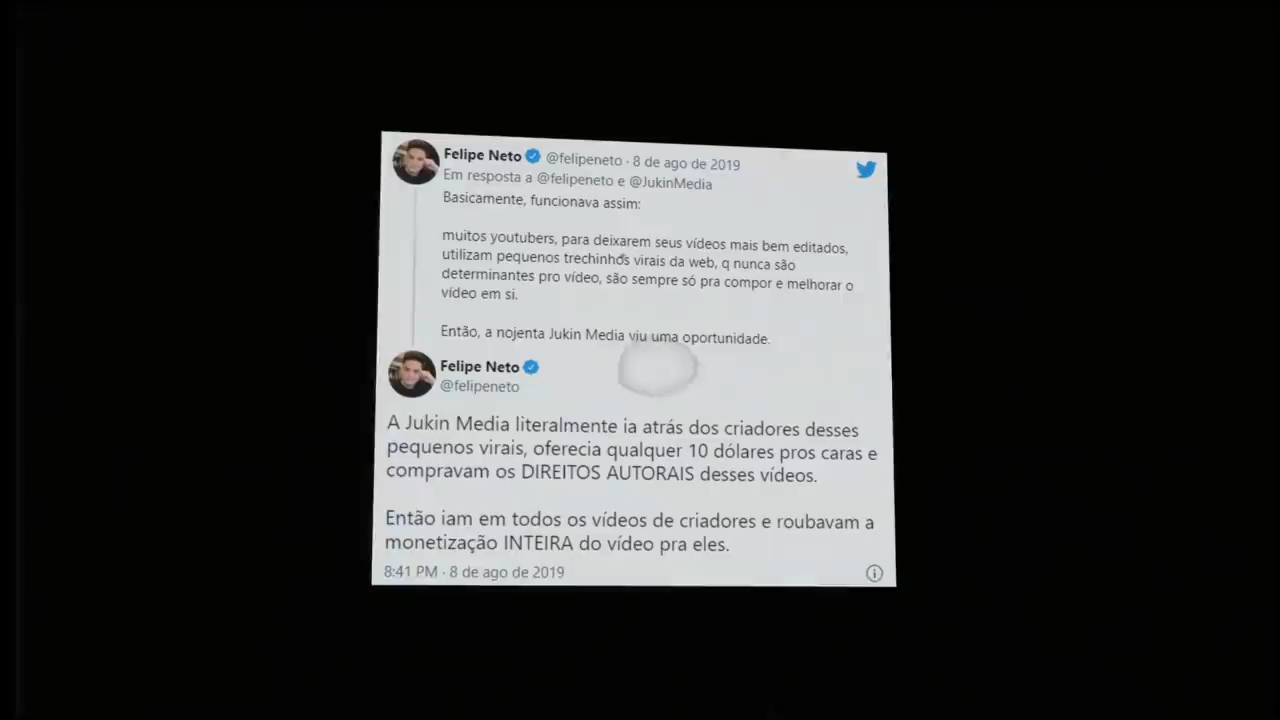 Felipe Neto @felipeneto · 8 de ago de 2019
Em resposta a @felipeneto e @JukinMedia
Basicamente, funcionava assim:
muitos youtubers, para deixarem seus vídeos mais bem editados,
utilizam pequenos trechinhos virais da web, q nunca são
determinantes pro vídeo, são sempre só pra compor e melhorar o
vídeo em si.
Então, a nojenta Jukin Media viu uma oportunidade.
Felipe Neto
@felipeneto
A Jukin Media literalmente ia atrás dos criadores desses
pequenos virais, oferecia qualquer 10 dólares pros caras e
compravam os DIREITOS AUTORAIS desses vídeos.
Então iam em todos os vídeos de criadores e roubavam a
monetização INTEIRA do vídeo pra eles.
8:41 PM · 8 de ago de 2019